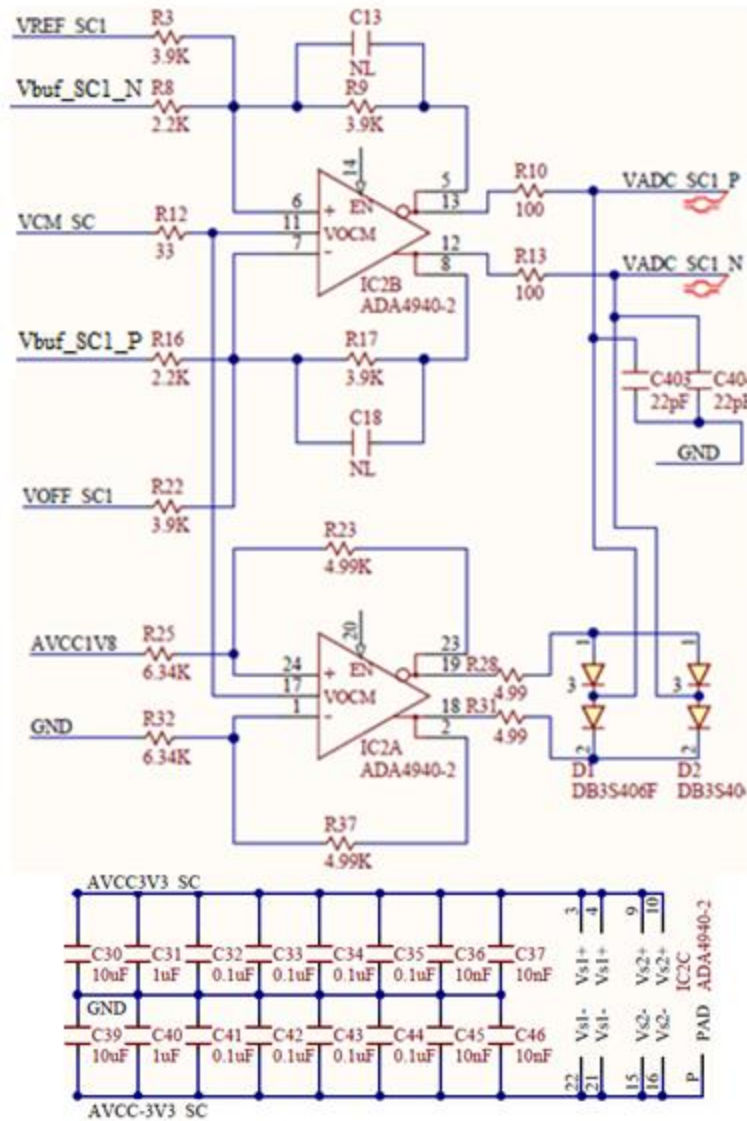 VREF_SC1 R3 C13
3.9K NL
Vbuf_SC1_N R8 R9
2.2K 3.9K
14 5 R10 VADC_SC1_P
VCM_SC R12 6 + EN 13 100
33 11 VOCM 12 R13 VADC_SC1_N
7 - 8 100
IC2B
ADA4940-2
Vbuf_SC1_P R16 R17
2.2K 3.9K C403 C40
22pF 22pF
C18
NL GND
VOFF_SC1 R22
3.9K R23
4.99K
AVCC1V8 R25 20 23 1 1
6.34K 24 + EN 19 R28
17 VOCM 4.99 3 3
GND R32 1 - 18 R31
6.34K 2 4.99 2 2
IC2A D1 D2
ADA4940-2 DB3S406F DB3S40
R37
4.99K
AVCC3V3_SC
3 4 9 10
C30 C31 C32 C33 C34 C35 C36 C37
10uF 1uF 0.1uF 0.1uF 0.1uF 0.1uF 10nF 10nF
Vs1+ Vs1+ Vs2+ Vs2+ IC2C ADA4940-2
GND
C39 C40 C41 C42 C43 C44 C45 C46
10uF 1uF 0.1uF 0.1uF 0.1uF 0.1uF 10nF 10nF
Vs1- Vs1- Vs2- Vs2- PAD
22 21 15 16 P
AVCC-3V3_SC